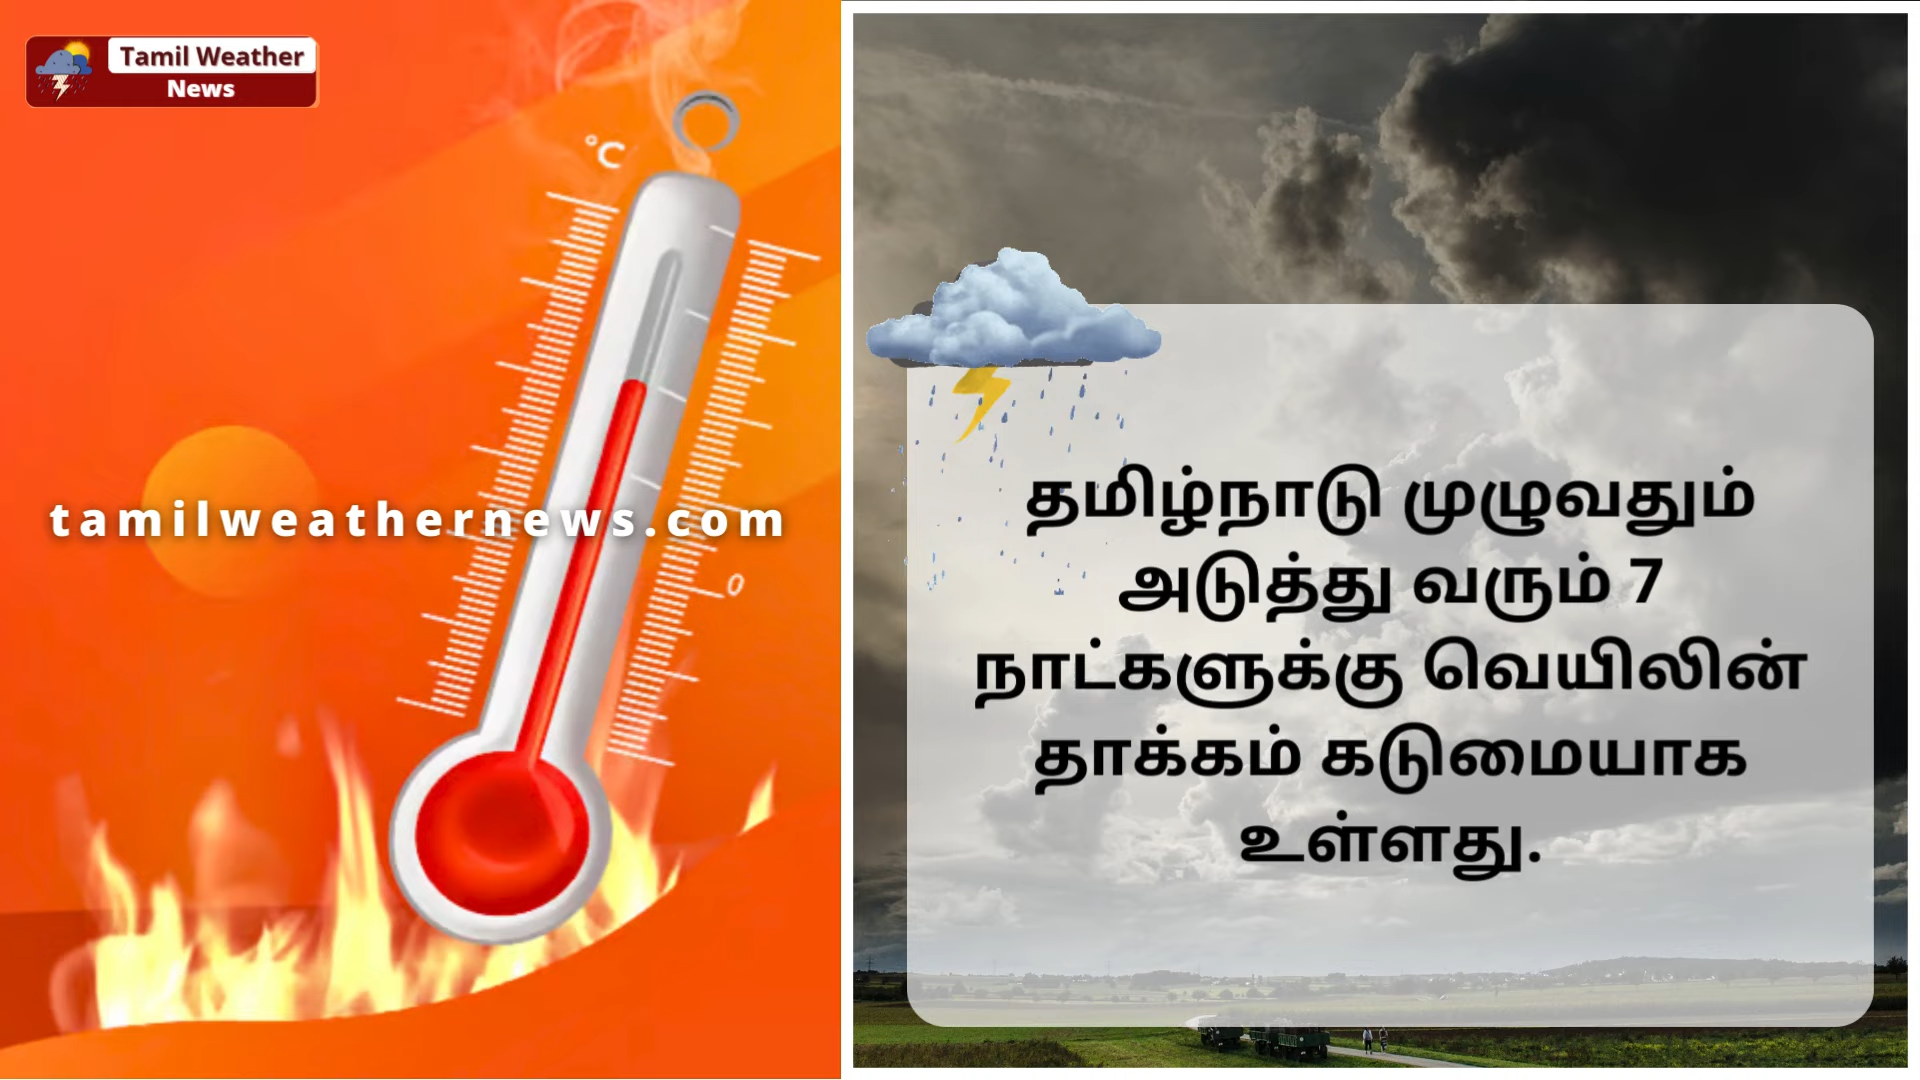 Tamil Weather
News
°C
tamilweathernews.com
0
தமிழ்நாடு முழுவதும்
அடுத்து வரும் 7
நாட்களுக்கு வெயிலின்
தாக்கம் கடுமையாக
உள்ளது.